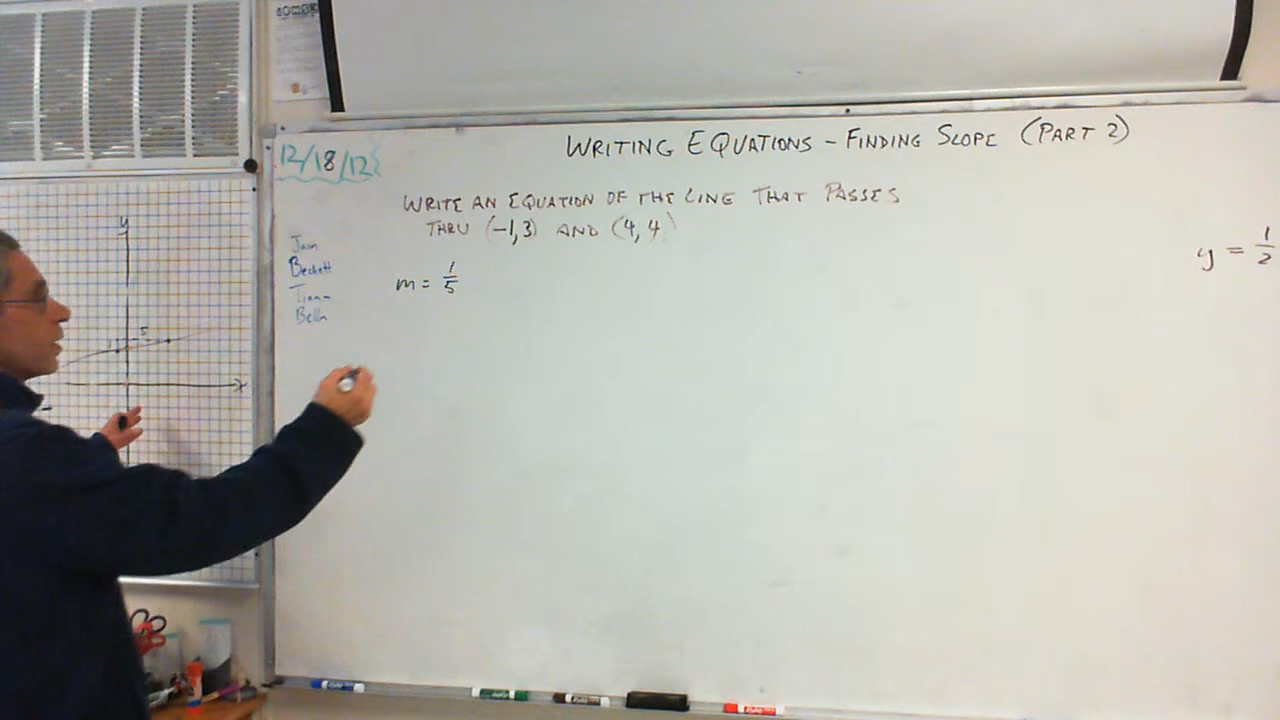 WRITING EQUATIONS - FINDING SLOPE (PART 2)
12/18/12
WRITE AN EQUATION OF THE LINE THAT PASSES
THRU (-1,3) AND (4,4)
Beckett
Tiana
Bella
m = 1/5
y = 1/2
y
5
x